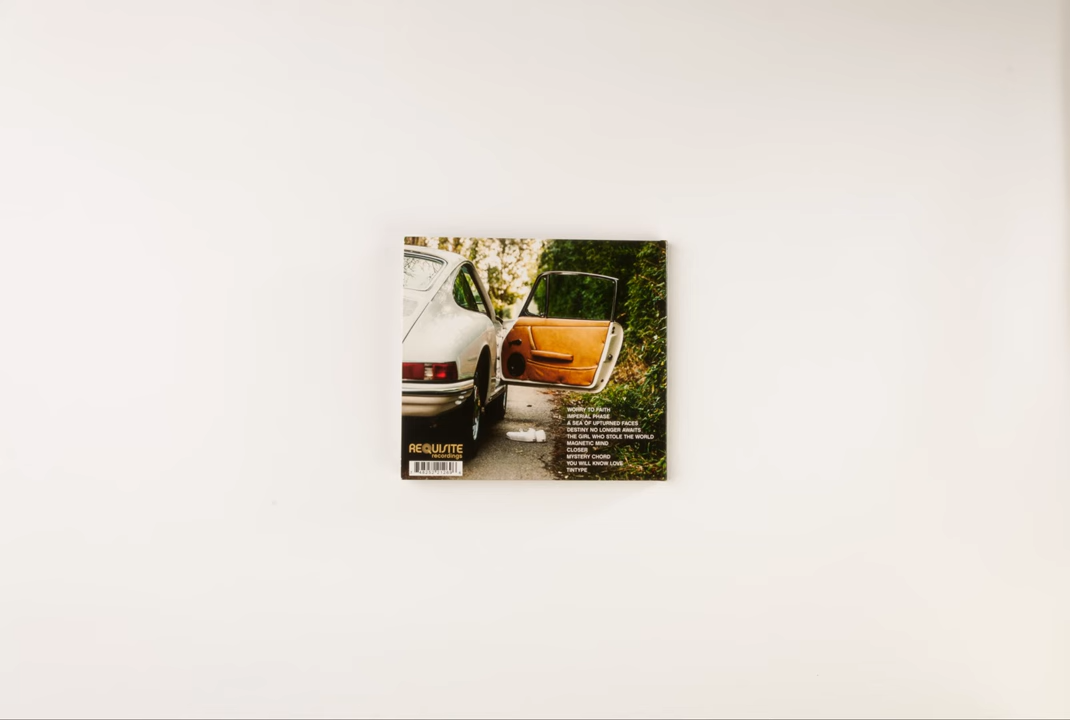 WORRY TO FAITH
IMPERIAL PHASE
A SEA OF UPTURNED FACES
DESTINY NO LONGER AWAITS
THE GIRL WHO STOLE THE WORLD
MAGNETIC MIND
CLOSER
MYSTERY CHORD
YOU WILL KNOW LOVE
TINTYPE
REQUISITE
recordings